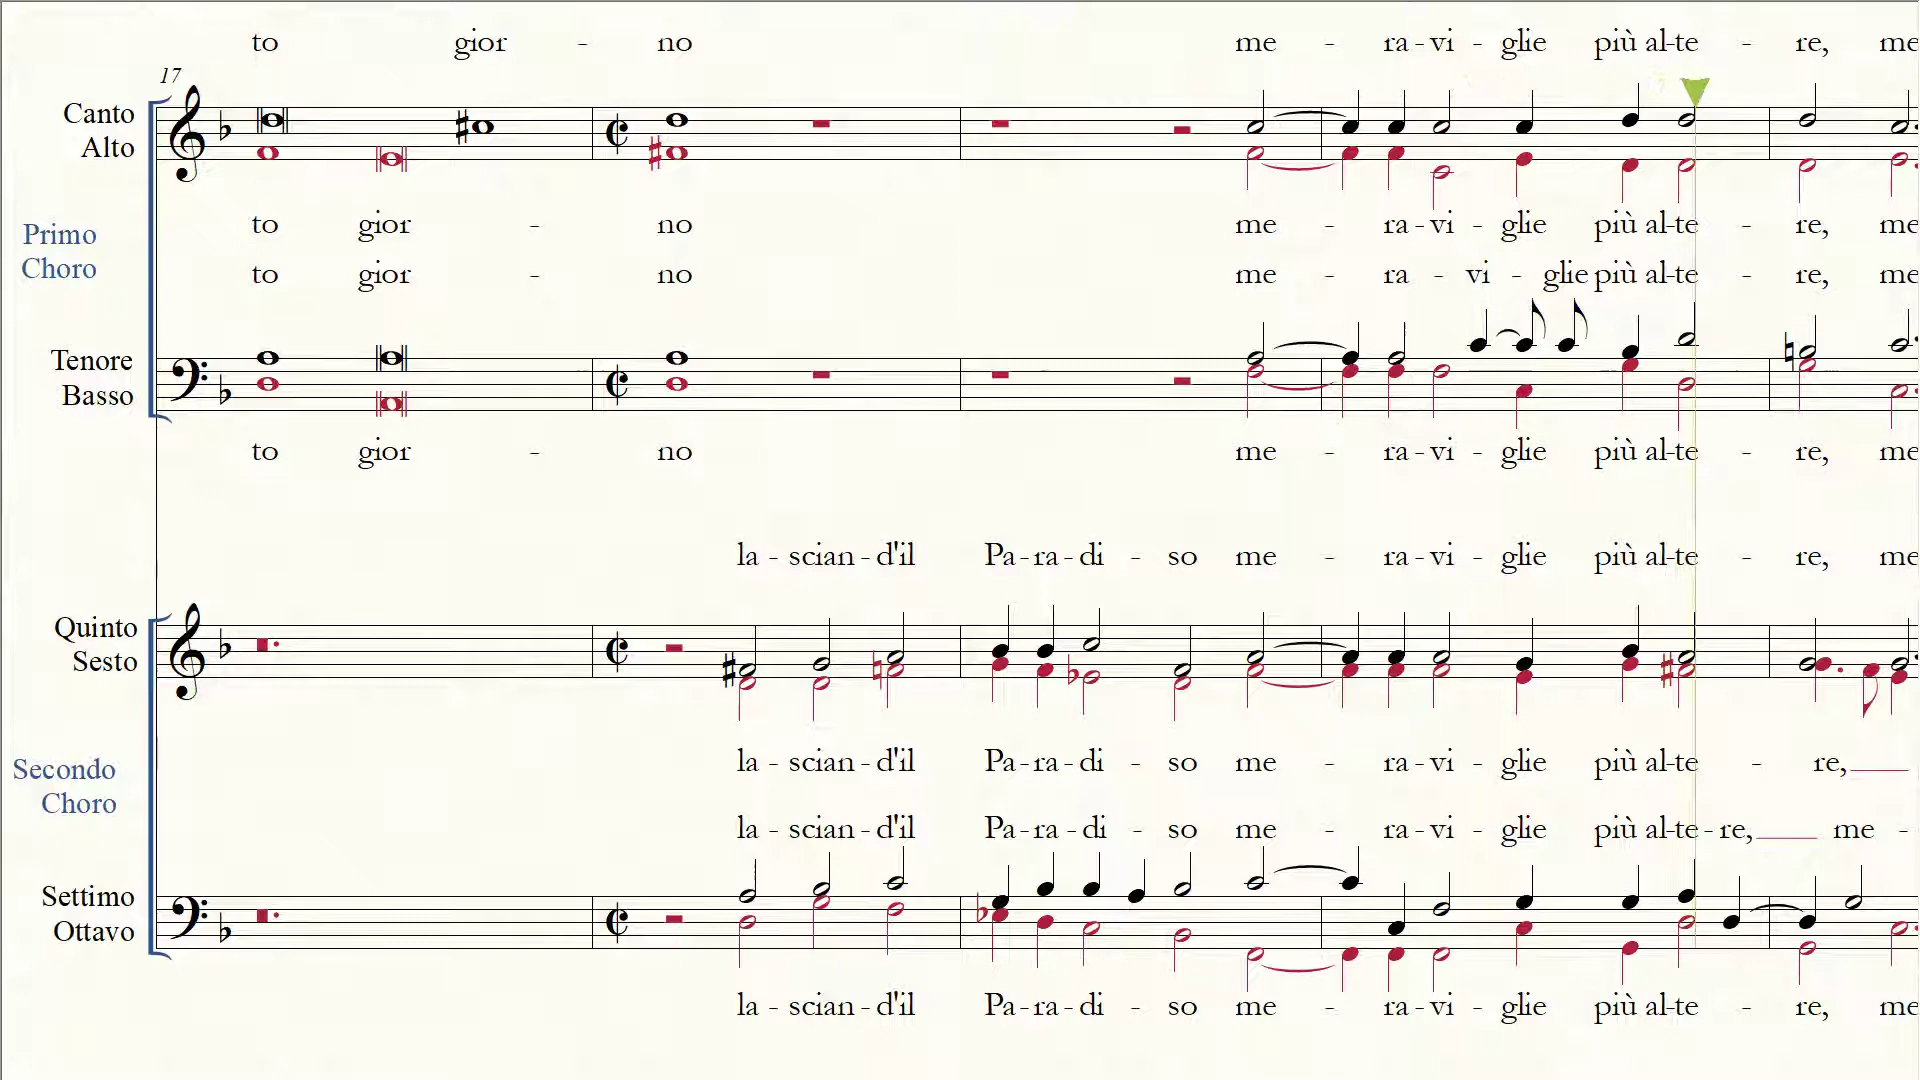 to gior - no me - ra - vi - glie più al-te - re, me
17
Canto
Alto
to gior - no me - ra - vi - glie più al-te - re, me
Primo
Choro
to gior - no me - ra - vi - glie più al-te - re, me
Tenore
Basso
to gior - no me - ra - vi - glie più al-te - re, me
la - scian - d'il Pa - ra - di - so me - ra - vi - glie più al-te - re, me
Quinto
Sesto
la - scian - d'il Pa - ra - di - so me - ra - vi - glie più al-te - re,
Secondo
Choro
la - scian - d'il Pa - ra - di - so me - ra - vi - glie più al-te - re, me -
Settimo
Ottavo
la - scian - d'il Pa - ra - di - so me - ra - vi - glie più al-te - re, me